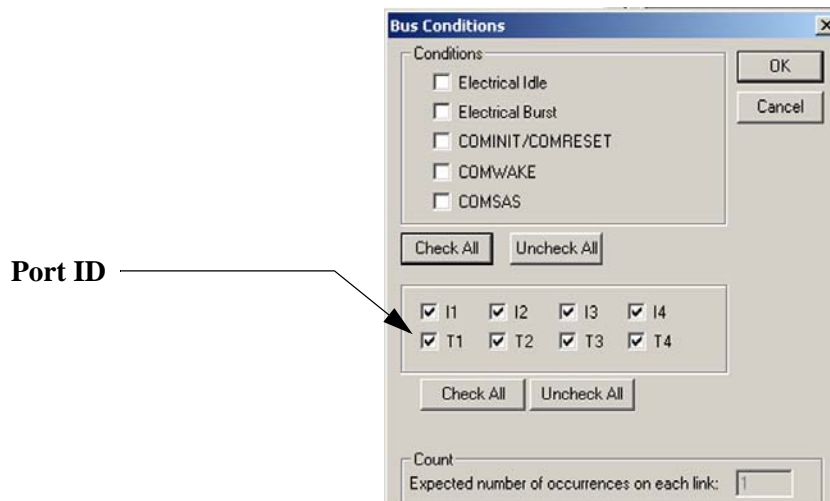 Bus Conditions
Conditions
OK
Electrical Idle
Cancel
Electrical Burst
COMINIT/COMRESET
COMWAKE
COMSAS
Check All Uncheck All
Port ID
I1 I2 I3 I4
T1 T2 T3 T4
Check All Uncheck All
Count
Expected number of occurrences on each link: 1